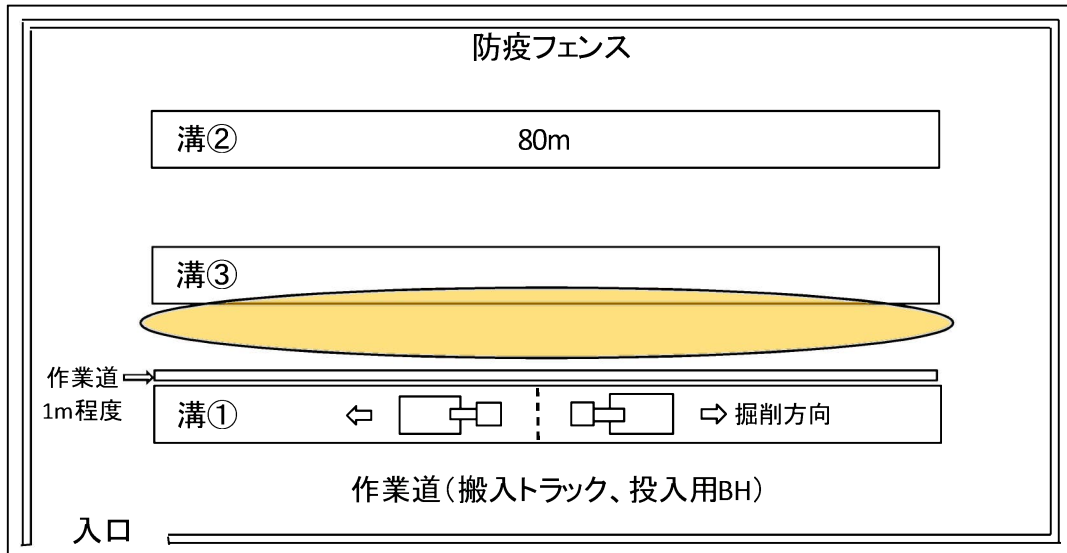 防疫フェンス
溝②
80m
溝③
作業道
1m程度
溝①
掘削方向
作業道(搬入トラック、投入用BH)
入口